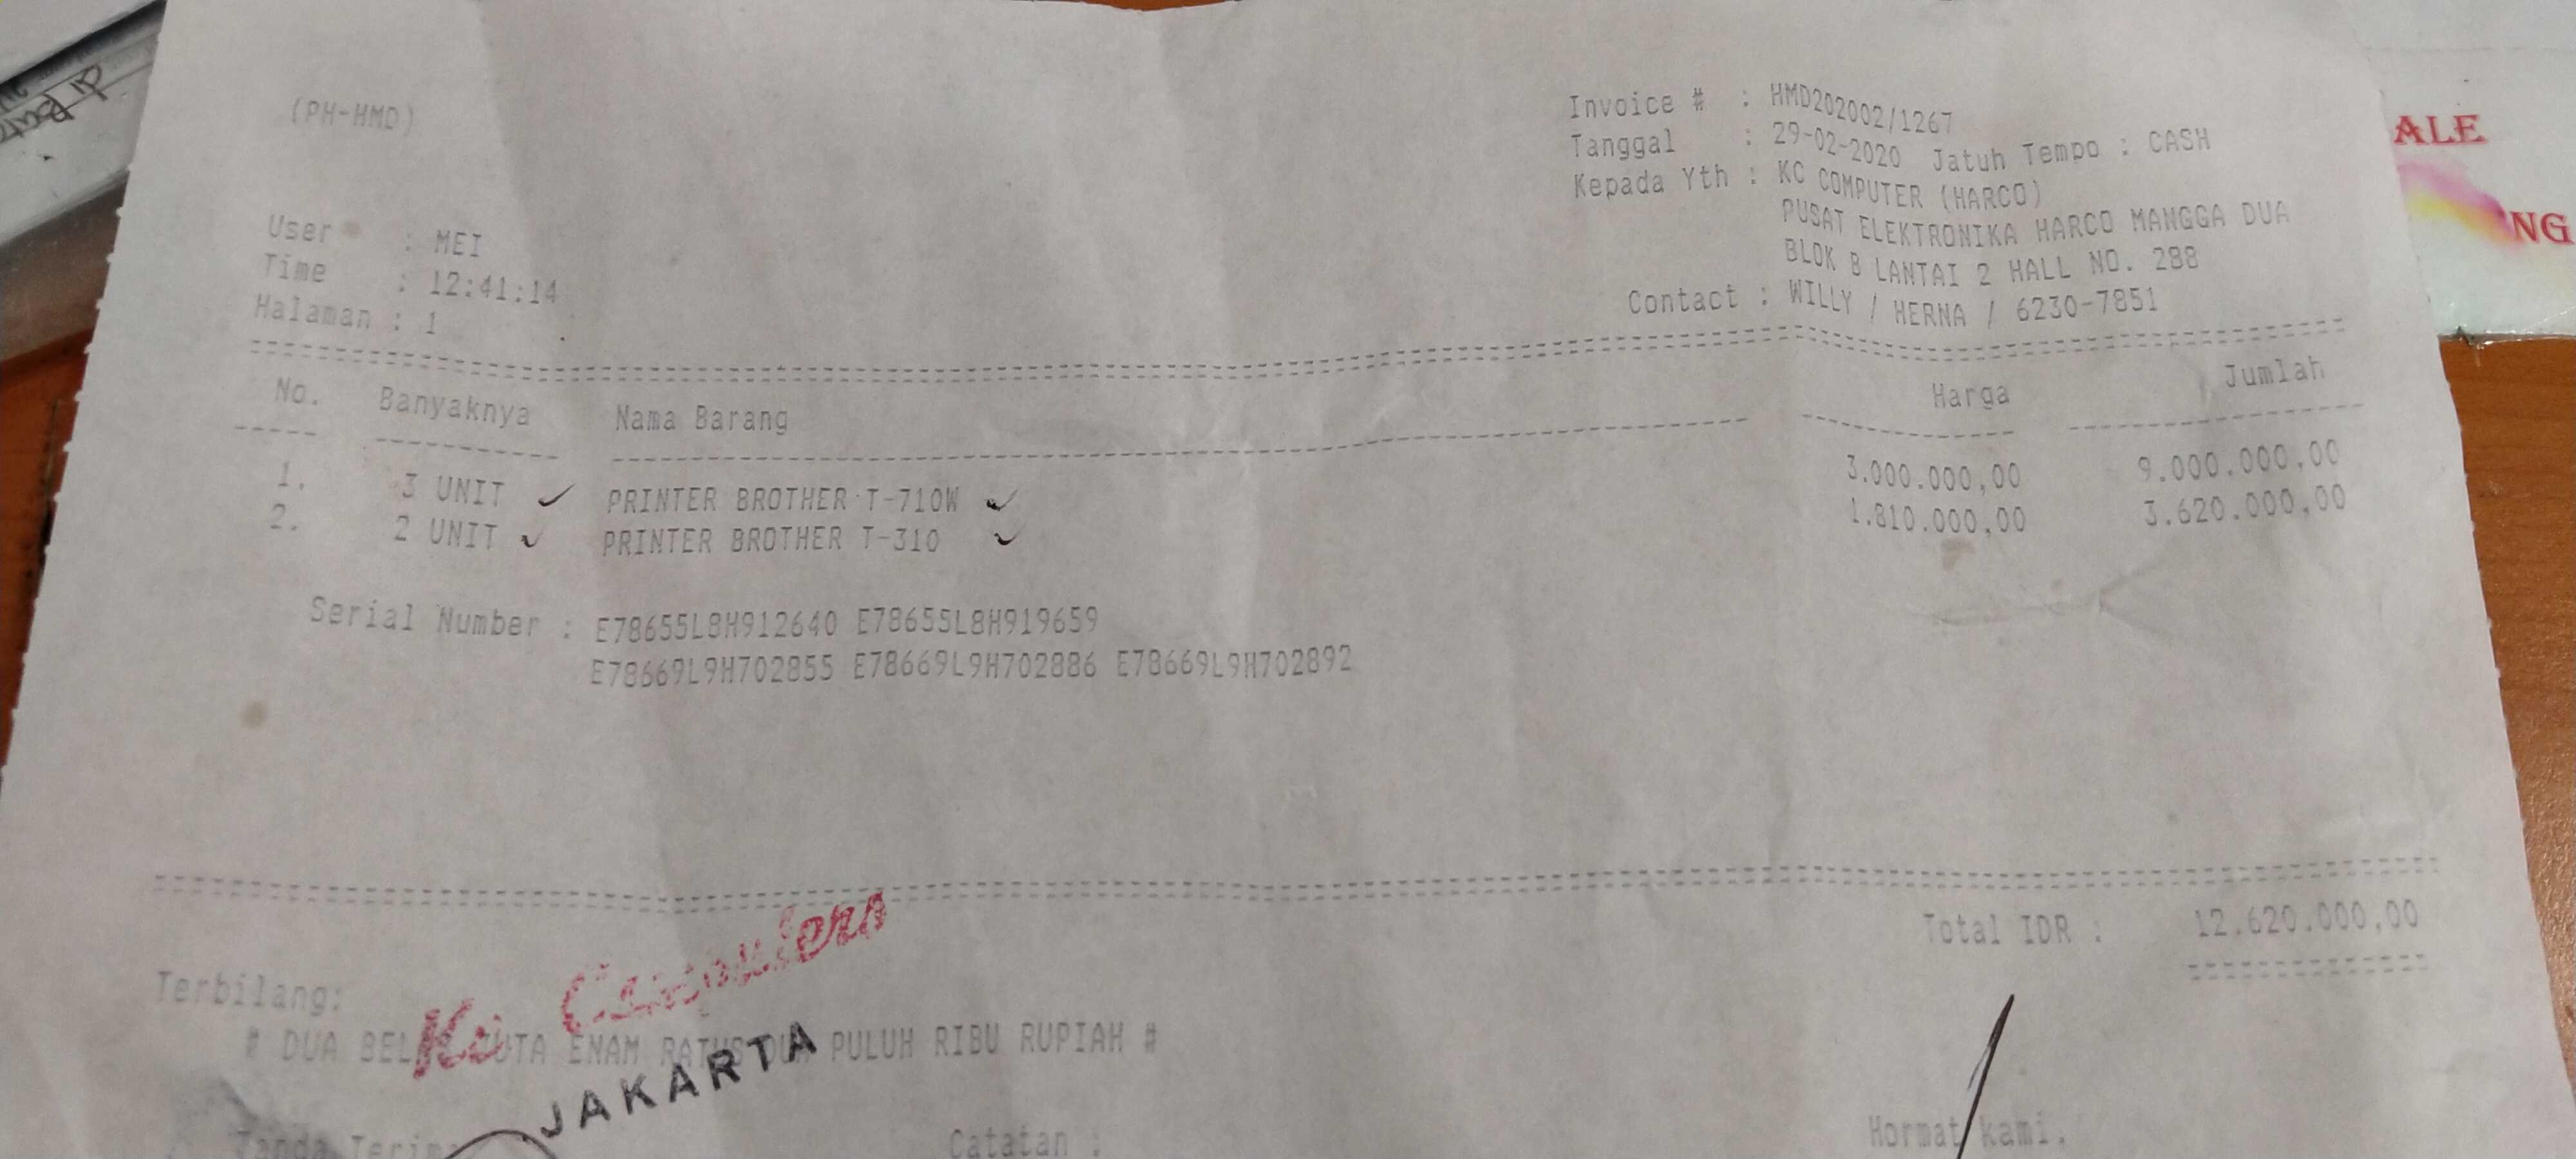 (PH-HMD)
Invoice # : HMD202002/1267
Tanggal : 29-02-2020 Jatuh Tempo : CASH
Kepada Yth : KC COMPUTER (HARCO)
PUSAT ELEKTRONIKA HARCO MANGGA DUA
BLOK B LANTAI 2 HALL NO. 288
Contact : WILLY / HERNA / 6230-7851
User : MEI
Time : 12:41:14
Halaman : 1
No. Banyaknya Nama Barang Harga Jumlah
1. 3 UNIT PRINTER BROTHER T-710W 3.000.000,00 9.000.000,00
2. 2 UNIT PRINTER BROTHER T-310 1.810.000,00 3.620.000,00
Serial Number : E78655L8H912640 E78655L8H919659
E78669L9H702855 E78669L9H702886 E78669L9H702892
Total IDR : 12.620.000,00
Terbilang:
# DUA ENAM PULUH RIBU RUPIAH #
JAKARTA
Tanda Catatan : Hormat kami,
ALE
NG